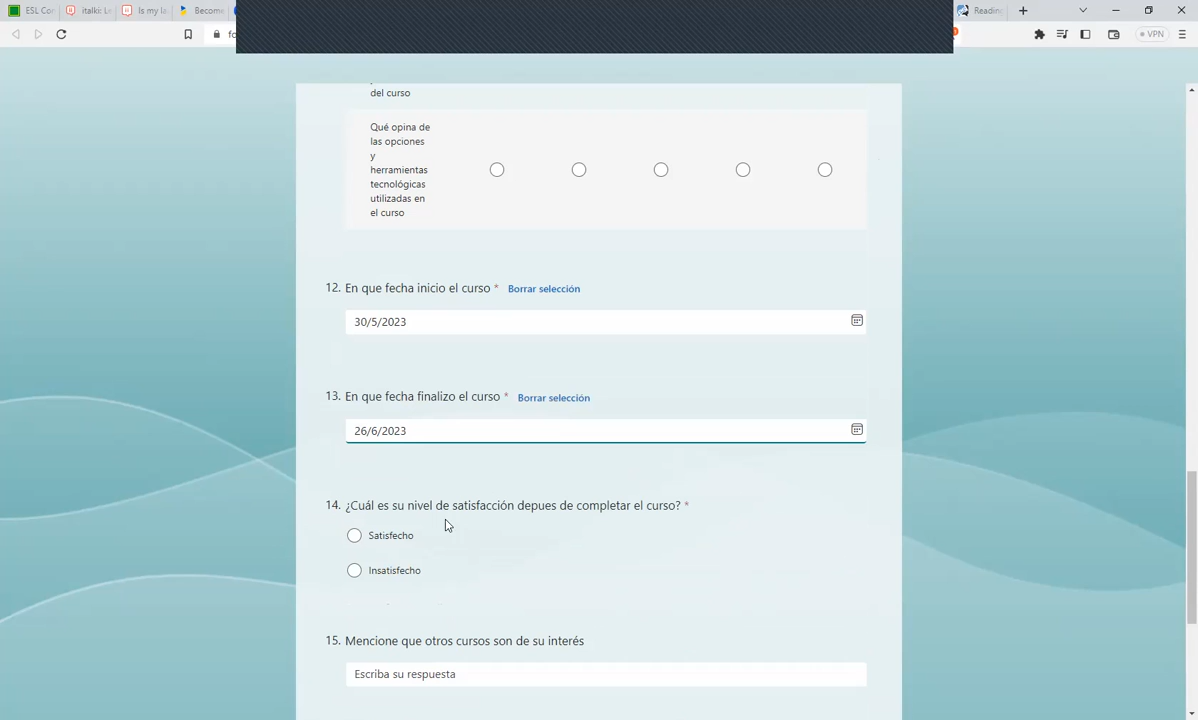 ESL Con
italki: Le
Is my la
Become
Reading
fo
VPN
del curso
Qué opina de
las opciones
y
herramientas
tecnológicas
utilizadas en
el curso
12. En que fecha inicio el curso * Borrar selección
30/5/2023
13. En que fecha finalizo el curso * Borrar selección
26/6/2023
14. ¿Cuál es su nivel de satisfacción depues de completar el curso? *
Satisfecho
Insatisfecho
15. Mencione que otros cursos son de su interés
Escriba su respuesta